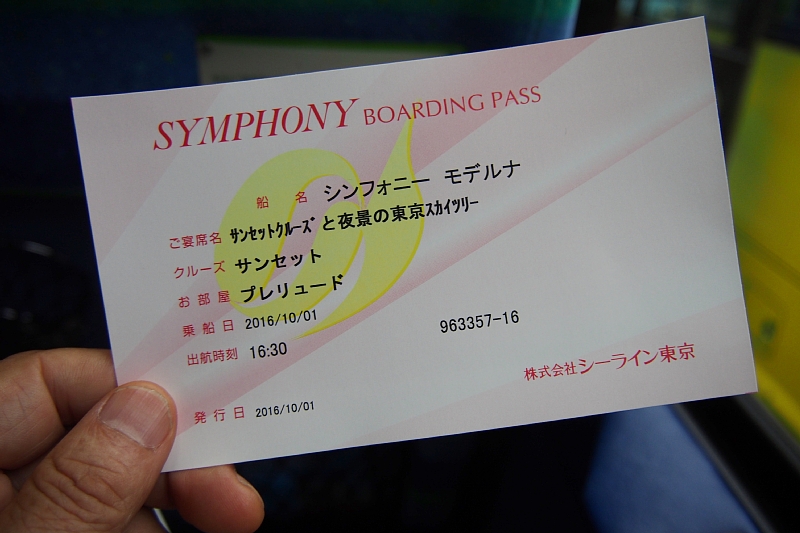 SYMPHONY BOARDING PASS
船名 シンフォニー モデルナ
ご宴席名 ｻﾝｾｯﾄｸﾙｰｽﾞと夜景の東京ｽｶｲﾂﾘｰ
クルーズ サンセット
お部屋 プレリュード
乗船日 2016/10/01
出航時刻 16:30 963357-16
株式会社シーライン東京
発行日 2016/10/01